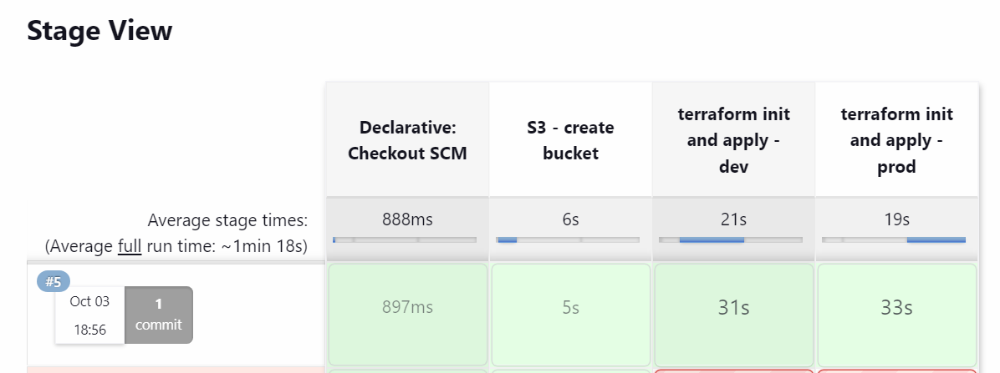 Stage View
Declarative:
Checkout SCM
S3 - create
bucket
terraform init
and apply -
dev
terraform init
and apply -
prod
Average stage times:
(Average full run time: ~1min 18s)
888ms
6s
21s
19s
#5
Oct 03
18:56
1
commit
897ms
5s
31s
33s